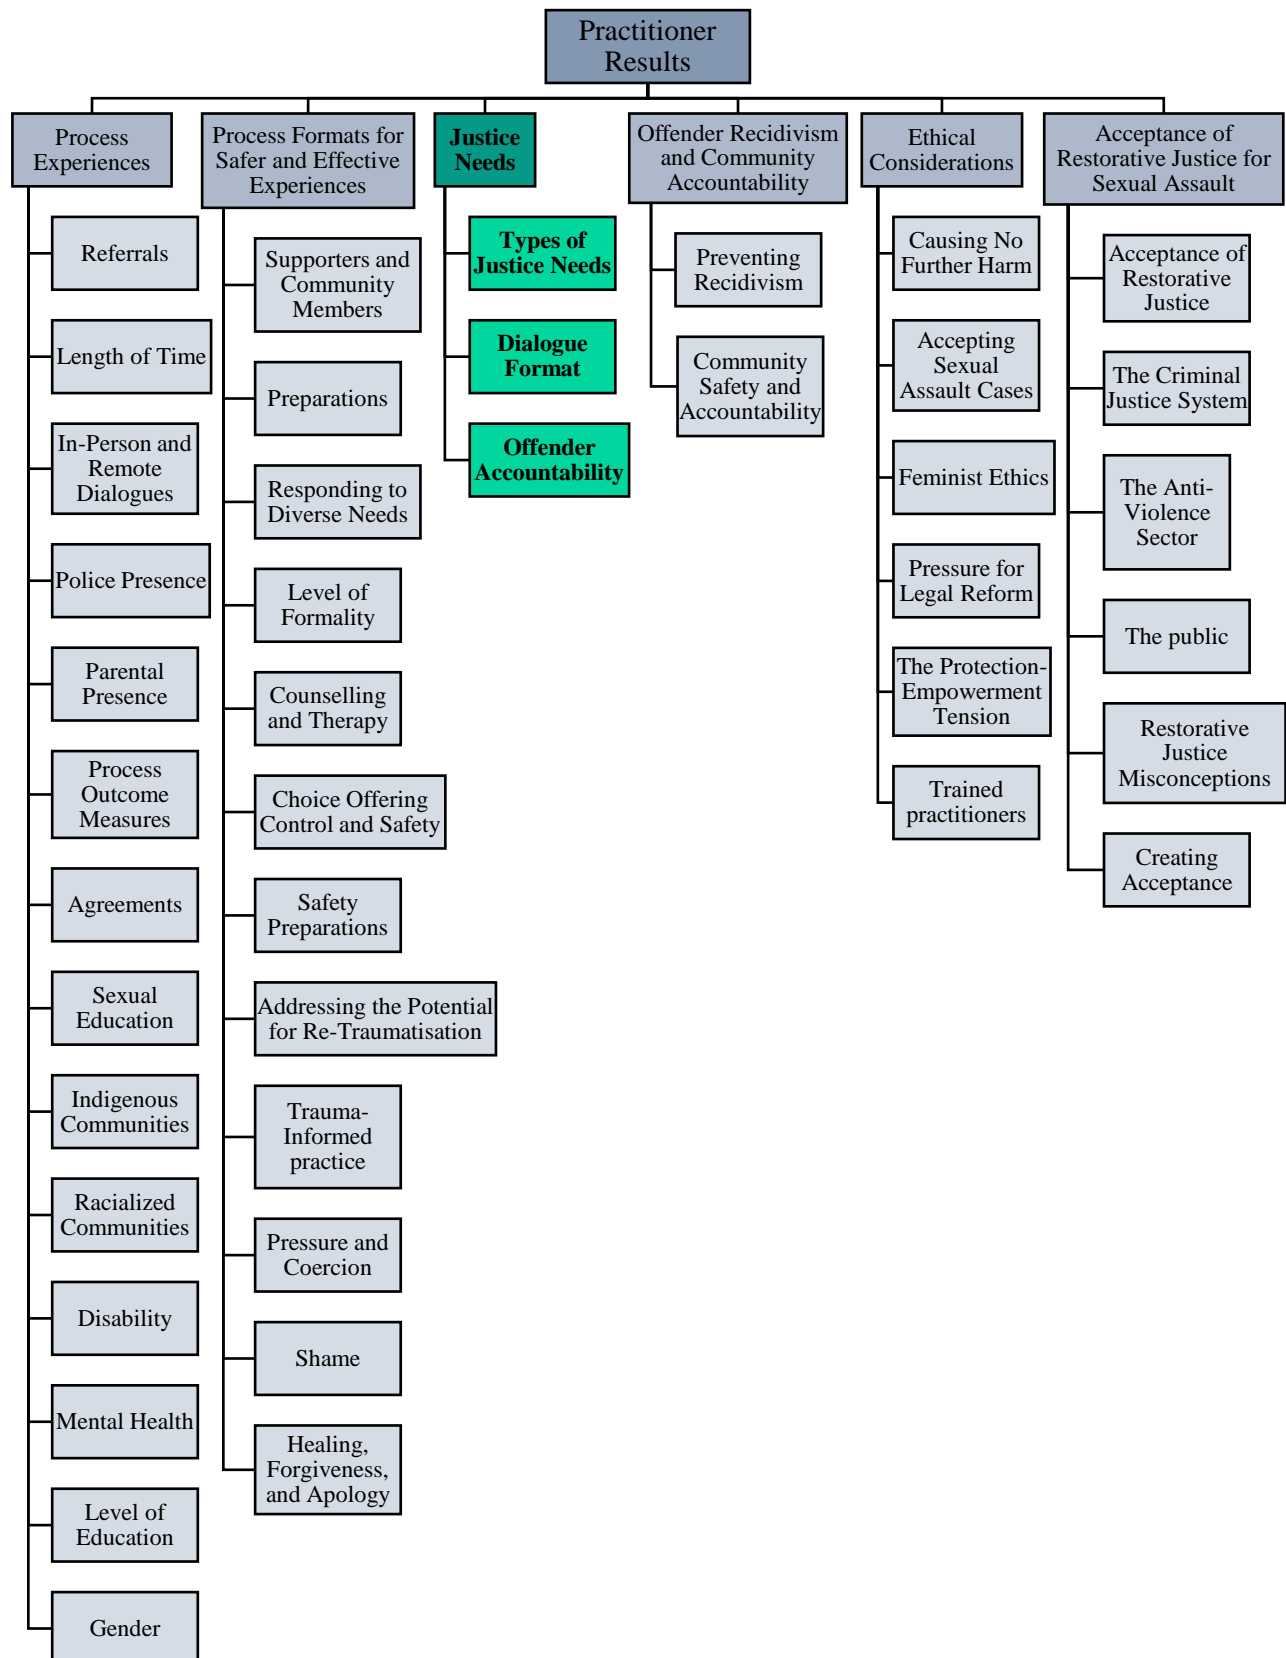 Practitioner
Results
Process
Experiences
Referrals
Length of Time
In-Person and
Remote
Dialogues
Police Presence
Parental
Presence
Process
Outcome
Measures
Agreements
Sexual
Education
Indigenous
Communities
Racialized
Communities
Disability
Mental Health
Level of
Education
Gender
Process Formats for
Safer and Effective
Experiences
Supporters and
Community
Members
Preparations
Responding to
Diverse Needs
Level of
Formality
Counselling
and Therapy
Choice Offering
Control and Safety
Safety
Preparations
Addressing the Potential
for Re-Traumatisation
Trauma-
Informed
practice
Pressure and
Coercion
Shame
Healing,
Forgiveness,
and Apology
Justice
Needs
Types of
Justice Needs
Dialogue
Format
Offender
Accountability
Offender Recidivism
and Community
Accountability
Preventing
Recidivism
Community
Safety and
Accountability
Ethical
Considerations
Causing No
Further Harm
Accepting
Sexual
Assault Cases
Feminist Ethics
Pressure for
Legal Reform
The Protection-
Empowerment
Tension
Trained
practitioners
Acceptance of
Restorative Justice for
Sexual Assault
Acceptance of
Restorative
Justice
The Criminal
Justice System
The Anti-
Violence
Sector
The public
Restorative
Justice
Misconceptions
Creating
Acceptance